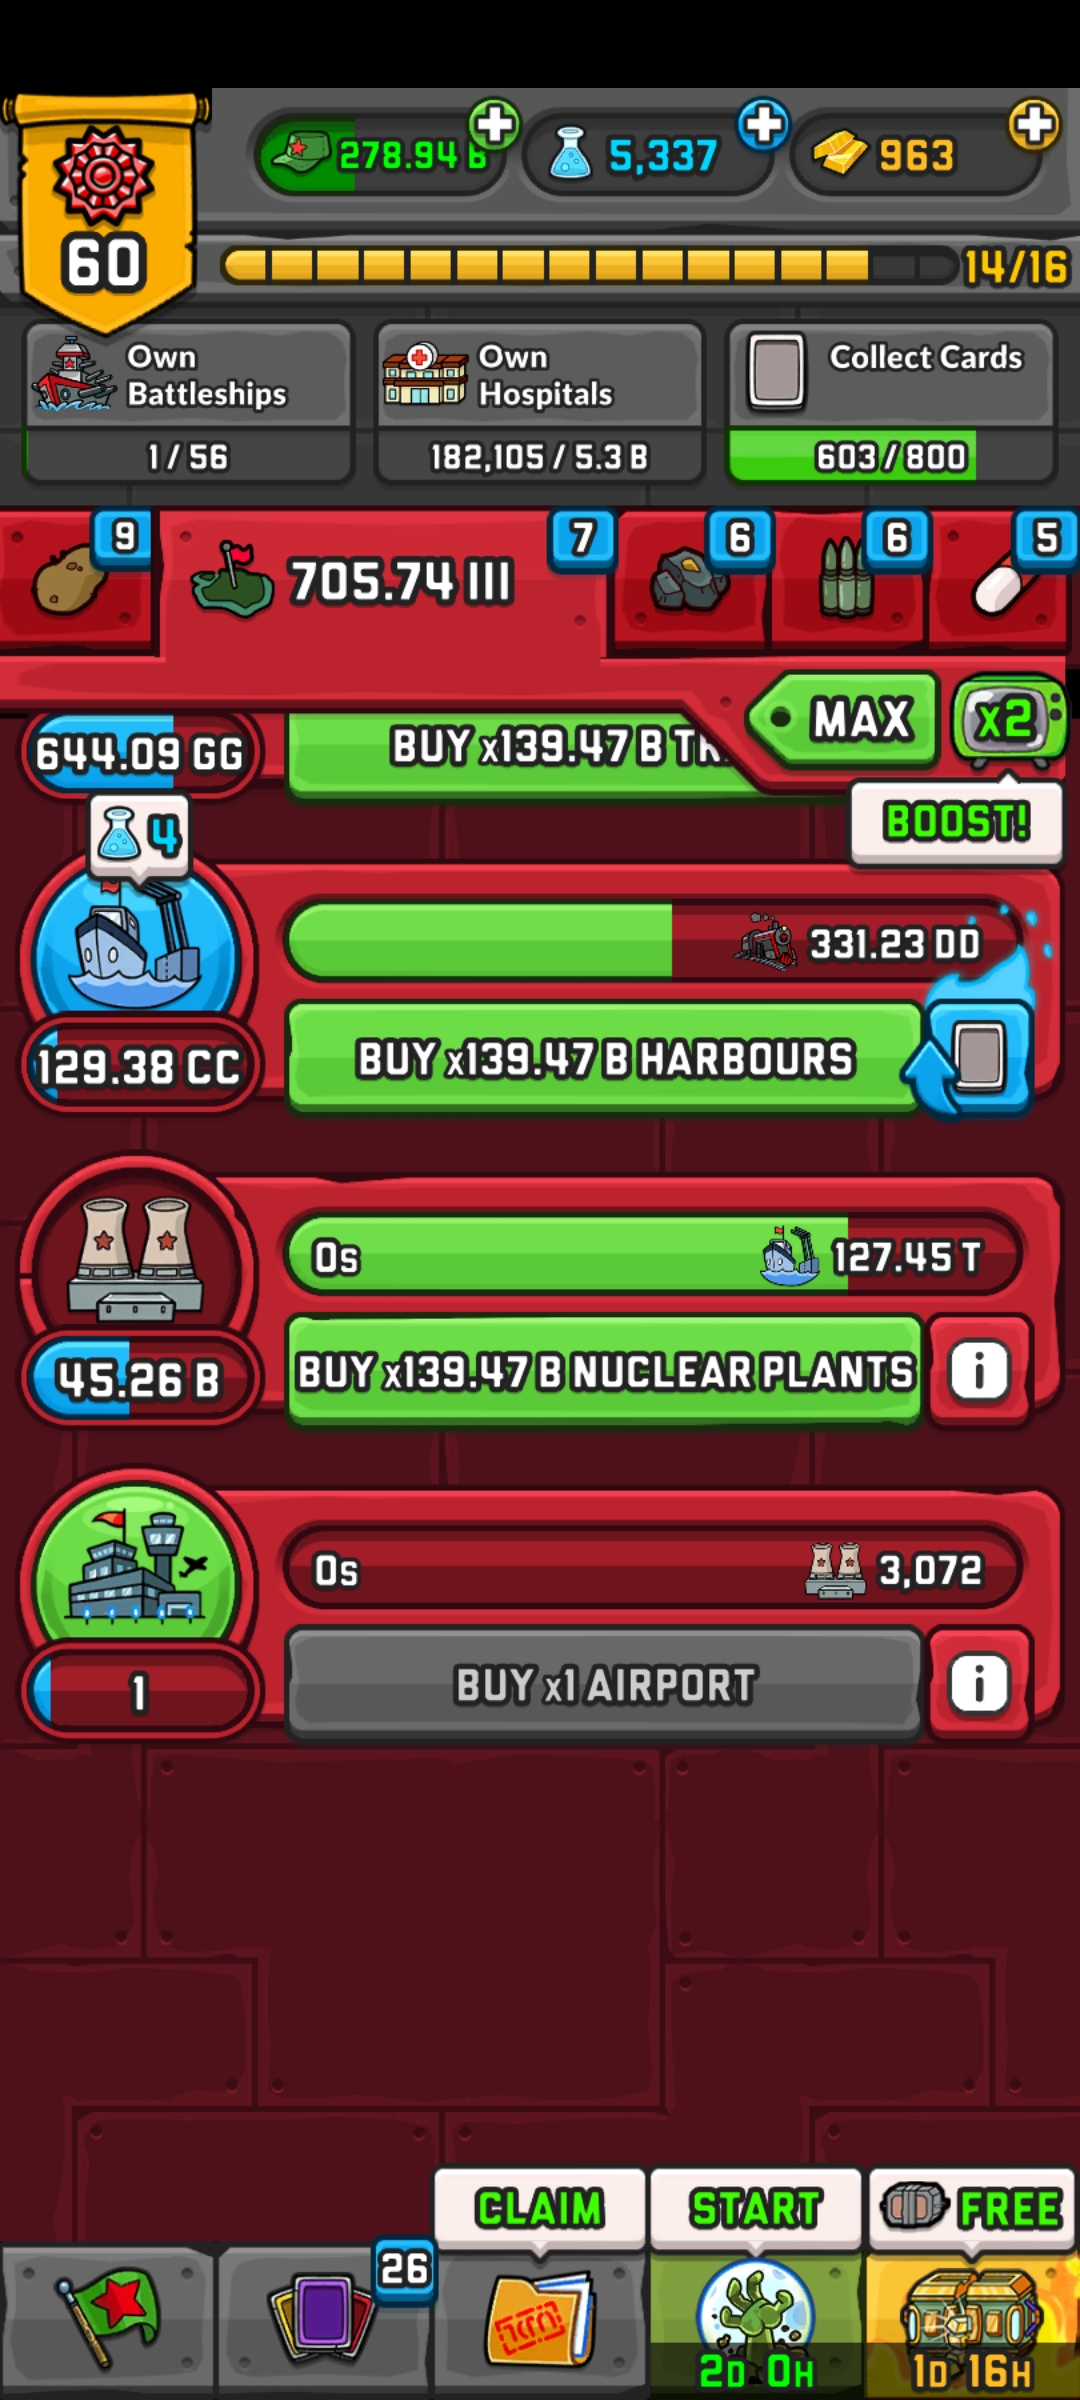 278.94 B
5,337
963
60
14/16
Own
Battleships
1 / 56
Own
Hospitals
182,105 / 5.3 B
Collect Cards
603 / 800
9
705.74 III
7
6
6
5
644.09 GG
BUY x139.47 B TR
MAX
x2
BOOST!
4
331.23 DD
129.38 CC
BUY x139.47 B HARBOURS
0s
127.45 T
45.26 B
BUY x139.47 B NUCLEAR PLANTS
i
0s
3,072
1
BUY x1 AIRPORT
i
CLAIM
START
FREE
26
2D 0H
1D 16H